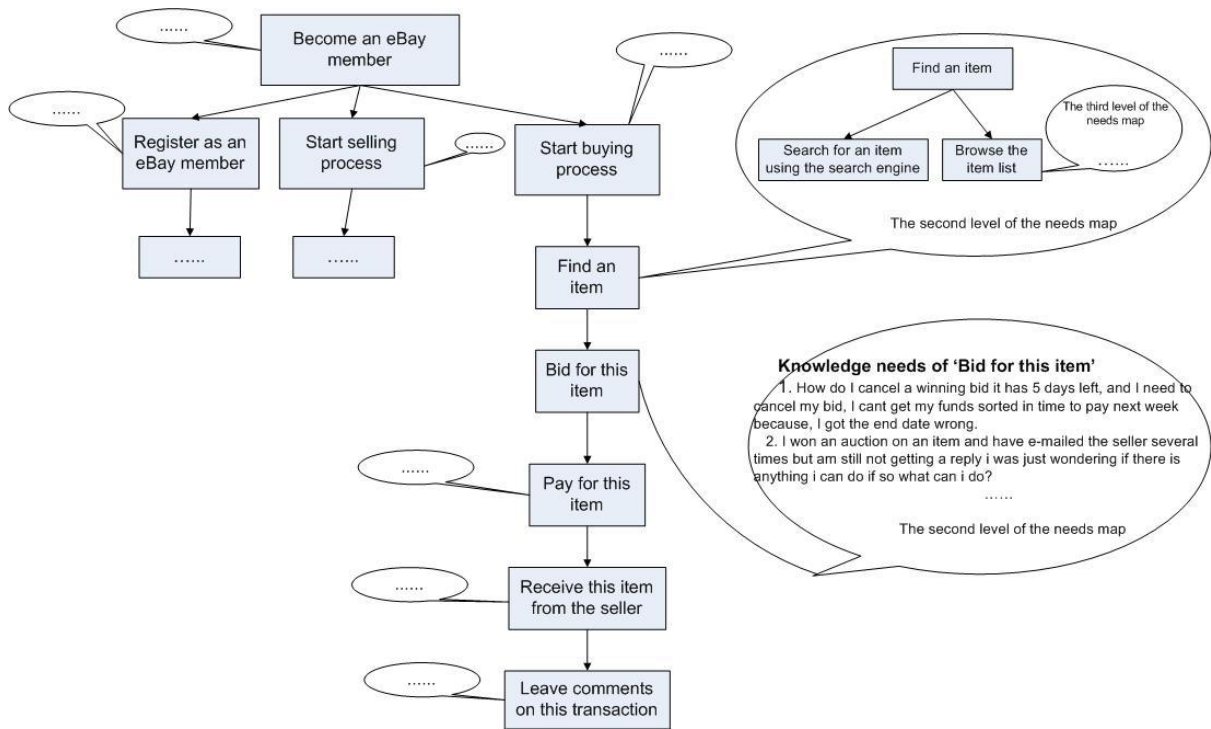 ......
Become an eBay
member
......
......
Register as an
eBay member
Start selling
process
......
Start buying
process
......
......
Find an
item
Bid for this
item
......
Pay for this
item
......
Receive this item
from the seller
......
Leave comments
on this transaction
Find an item
Search for an item
using the search engine
Browse the
item list
The third level of the
needs map
......
The second level of the needs map
Knowledge needs of ‘Bid for this item’
1. How do I cancel a winning bid it has 5 days left, and I need to
cancel my bid, I cant get my funds sorted in time to pay next week
because, I got the end date wrong.
2. I won an auction on an item and have e-mailed the seller several
times but am still not getting a reply i was just wondering if there is
anything i can do if so what can i do?
......
The second level of the needs map